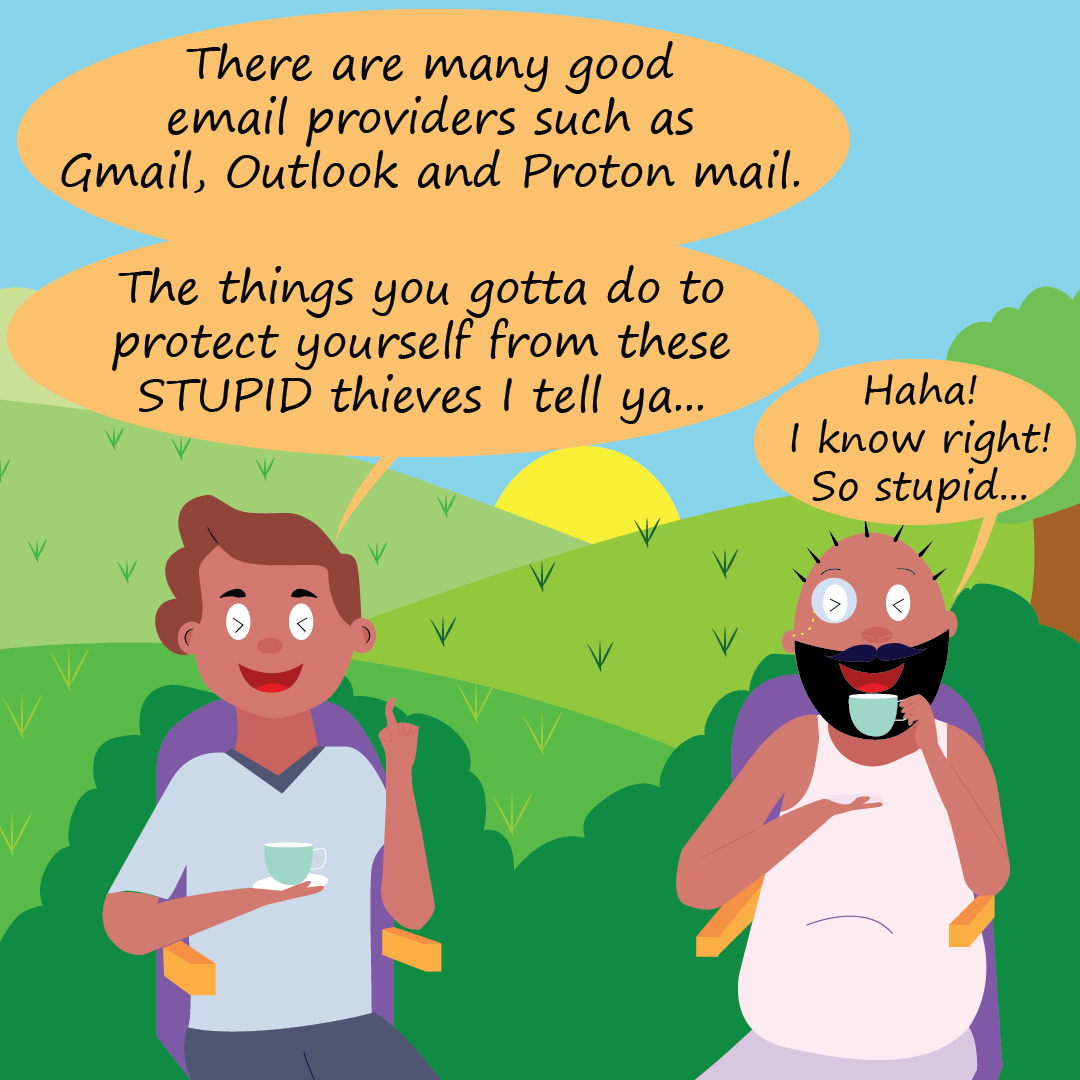 There are many good
email providers such as
Gmail, Outlook and Proton mail.
The things you gotta do to
protect yourself from these
STUPID thieves I tell ya...
Haha!
I know right!
So stupid...